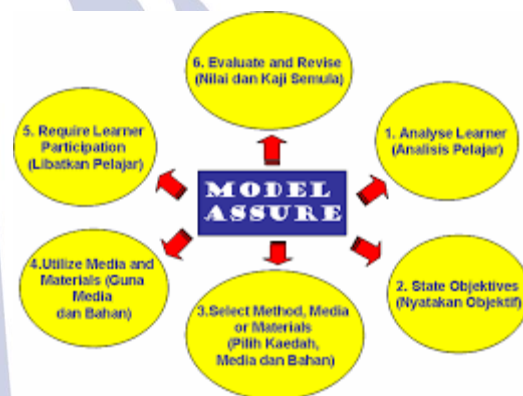 6. Evaluate and Revise
(Nilai dan Kaji Semula)
5. Require Learner
Participation
(Libatkan Pelajar)
1. Analyse Learner
(Analisis Pelajar)
MODEL
ASSURE
4.Utilize Media and
Materials (Guna
Media
dan Bahan)
2. State Objektives
(Nyatakan Objektif)
3.Select Method, Media
or Materials
(Pilih Kaedah,
Media dan Bahan)